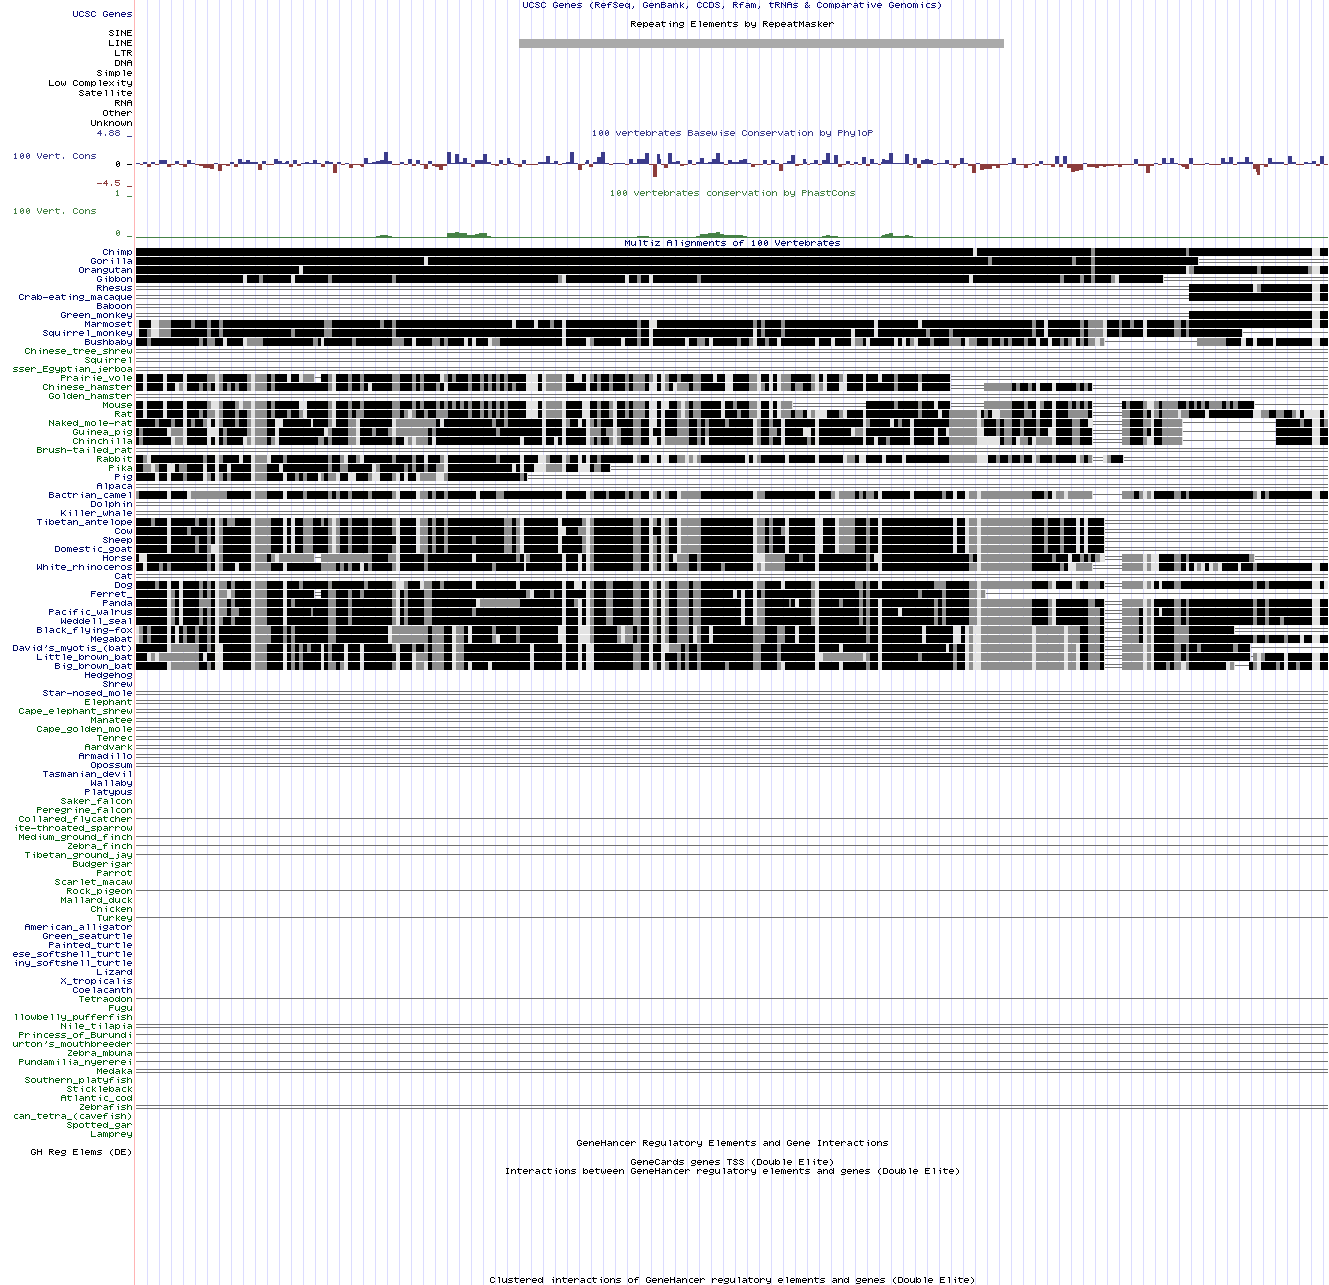 UCSC Genes (RefSeq, GenBank, CCDS, Rfam, tRNAs & Comparative Genomics)
UCSC Genes
Repeating Elements by RepeatMasker
SINE
LINE
LTR
DNA
Simple
Low Complexity
Satellite
RNA
Other
Unknown
4.88 _
100 vertebrates Basewise Conservation by PhyloP
100 Vert. Cons
0 _
-4.5 _
1 _
100 vertebrates conservation by PhastCons
100 Vert. Cons
0 _
Multiz Alignments of 100 Vertebrates
Chimp
Gorilla
Orangutan
Gibbon
Rhesus
Crab-eating_macaque
Baboon
Green_monkey
Marmoset
Squirrel_monkey
Bushbaby
Chinese_tree_shrew
Squirrel
sser_Egyptian_jerboa
Prairie_vole
Chinese_hamster
Golden_hamster
Mouse
Rat
Naked_mole-rat
Guinea_pig
Chinchilla
Brush-tailed_rat
Rabbit
Pika
Pig
Alpaca
Bactrian_camel
Dolphin
Killer_whale
Tibetan_antelope
Cow
Sheep
Domestic_goat
Horse
White_rhinoceros
Cat
Dog
Ferret_
Panda
Pacific_walrus
Weddell_seal
Black_flying-fox
Megabat
David's_myotis_(bat)
Little_brown_bat
Big_brown_bat
Hedgehog
Shrew
Star-nosed_mole
Elephant
Cape_elephant_shrew
Manatee
Cape_golden_mole
Tenrec
Aardvark
Armadillo
Opossum
Tasmanian_devil
Wallaby
Platypus
Saker_falcon
Peregrine_falcon
Collared_flycatcher
ite-throated_sparrow
Medium_ground_finch
Zebra_finch
Tibetan_ground_jay
Budgerigar
Parrot
Scarlet_macaw
Rock_pigeon
Mallard_duck
Chicken
Turkey
American_alligator
Green_seaturtle
Painted_turtle
ese_softshell_turtle
iny_softshell_turtle
Lizard
X_tropicalis
Coelacanth
Tetraodon
Fugu
llowbelly_pufferfish
Nile_tilapia
Princess_of_Burundi
urton's_mouthbreeder
Zebra_mbuna
Pundamilia_nyererei
Medaka
Southern_platyfish
Stickleback
Atlantic_cod
Zebrafish
can_tetra_(cavefish)
Spotted_gar
Lamprey
GeneHancer Regulatory Elements and Gene Interactions
GH Reg Elems (DE)
GeneCards genes TSS (Double Elite)
Interactions between GeneHancer regulatory elements and genes (Double Elite)
Clustered interactions of GeneHancer regulatory elements and genes (Double Elite)